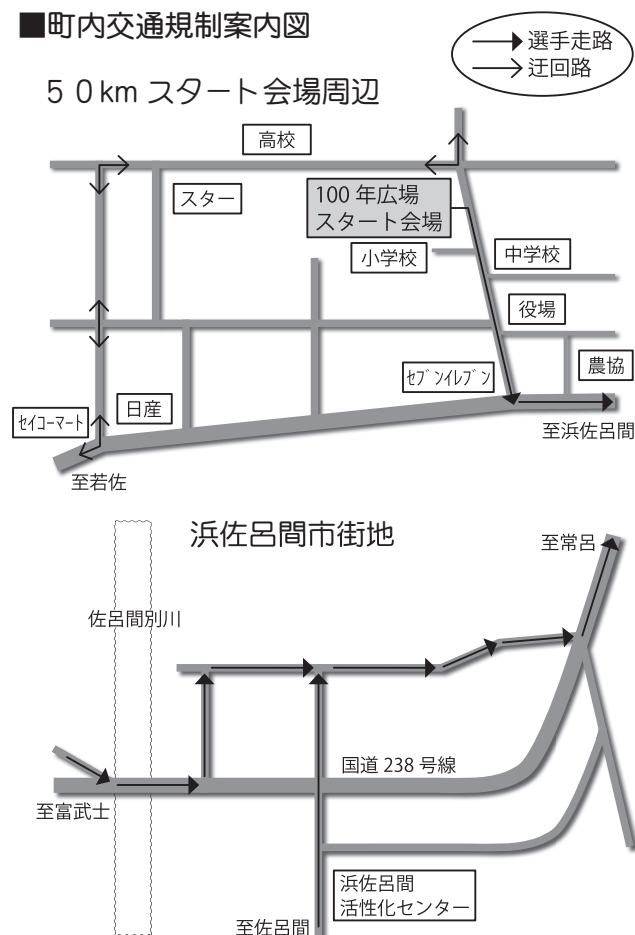 ■町内交通規制案内図
選手走路
迂回路
５０km スタート会場周辺
高校
スター
100 年広場
スタート会場
小学校
中学校
役場
農協
ｾﾌﾞﾝｲﾚﾌﾞﾝ
日産
ｾｲｺｰﾏｰﾄ
至浜佐呂間
至若佐
浜佐呂間市街地
至常呂
佐呂間別川
国道 238 号線
至富武士
浜佐呂間
活性化センター
至佐呂間